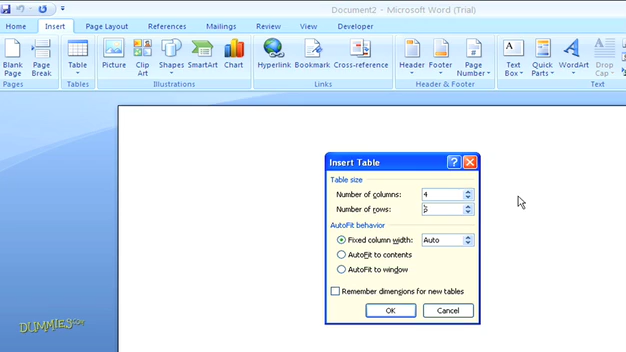 Document2 - Microsoft Word (Trial)
Home Insert Page Layout References Mailings Review View Developer
Blank Page
Page Break
Table
Picture
Clip Art
Shapes
SmartArt
Chart
Hyperlink
Bookmark
Cross-reference
Header
Footer
Page Number
Text Box
Quick Parts
WordArt
Drop Cap
Pages Tables Illustrations Links Header & Footer Text
Insert Table
Table size
Number of columns: 4
Number of rows:
AutoFit behavior
Fixed column width: Auto
AutoFit to contents
AutoFit to window
Remember dimensions for new tables
OK Cancel
DUMMIES.COM